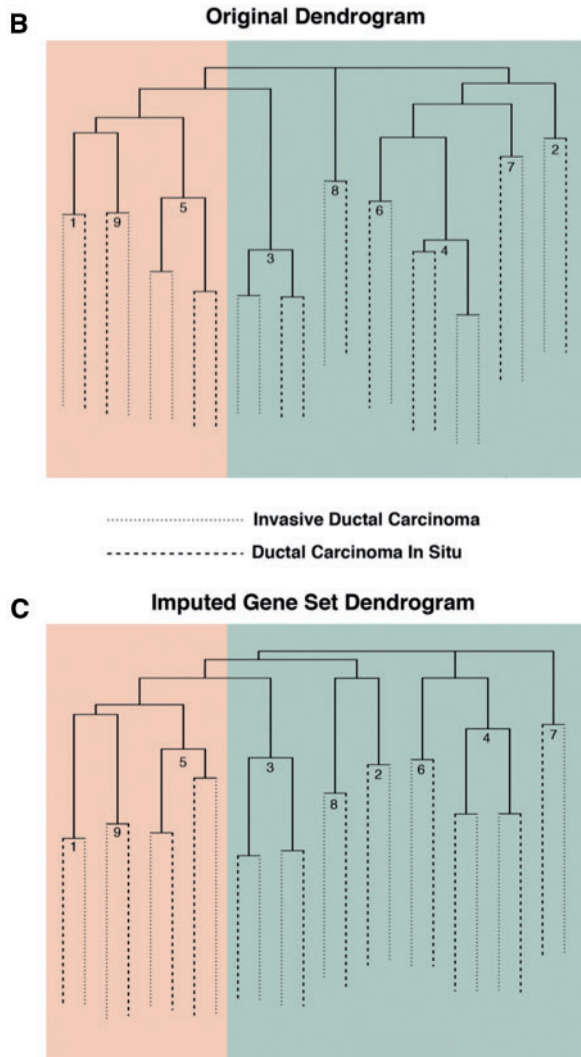 B
Original Dendrogram
1 9 5 3 8 6 4 7 2
Invasive Ductal Carcinoma
Ductal Carcinoma In Situ
C
Imputed Gene Set Dendrogram
1 9 5 3 8 2 6 4 7